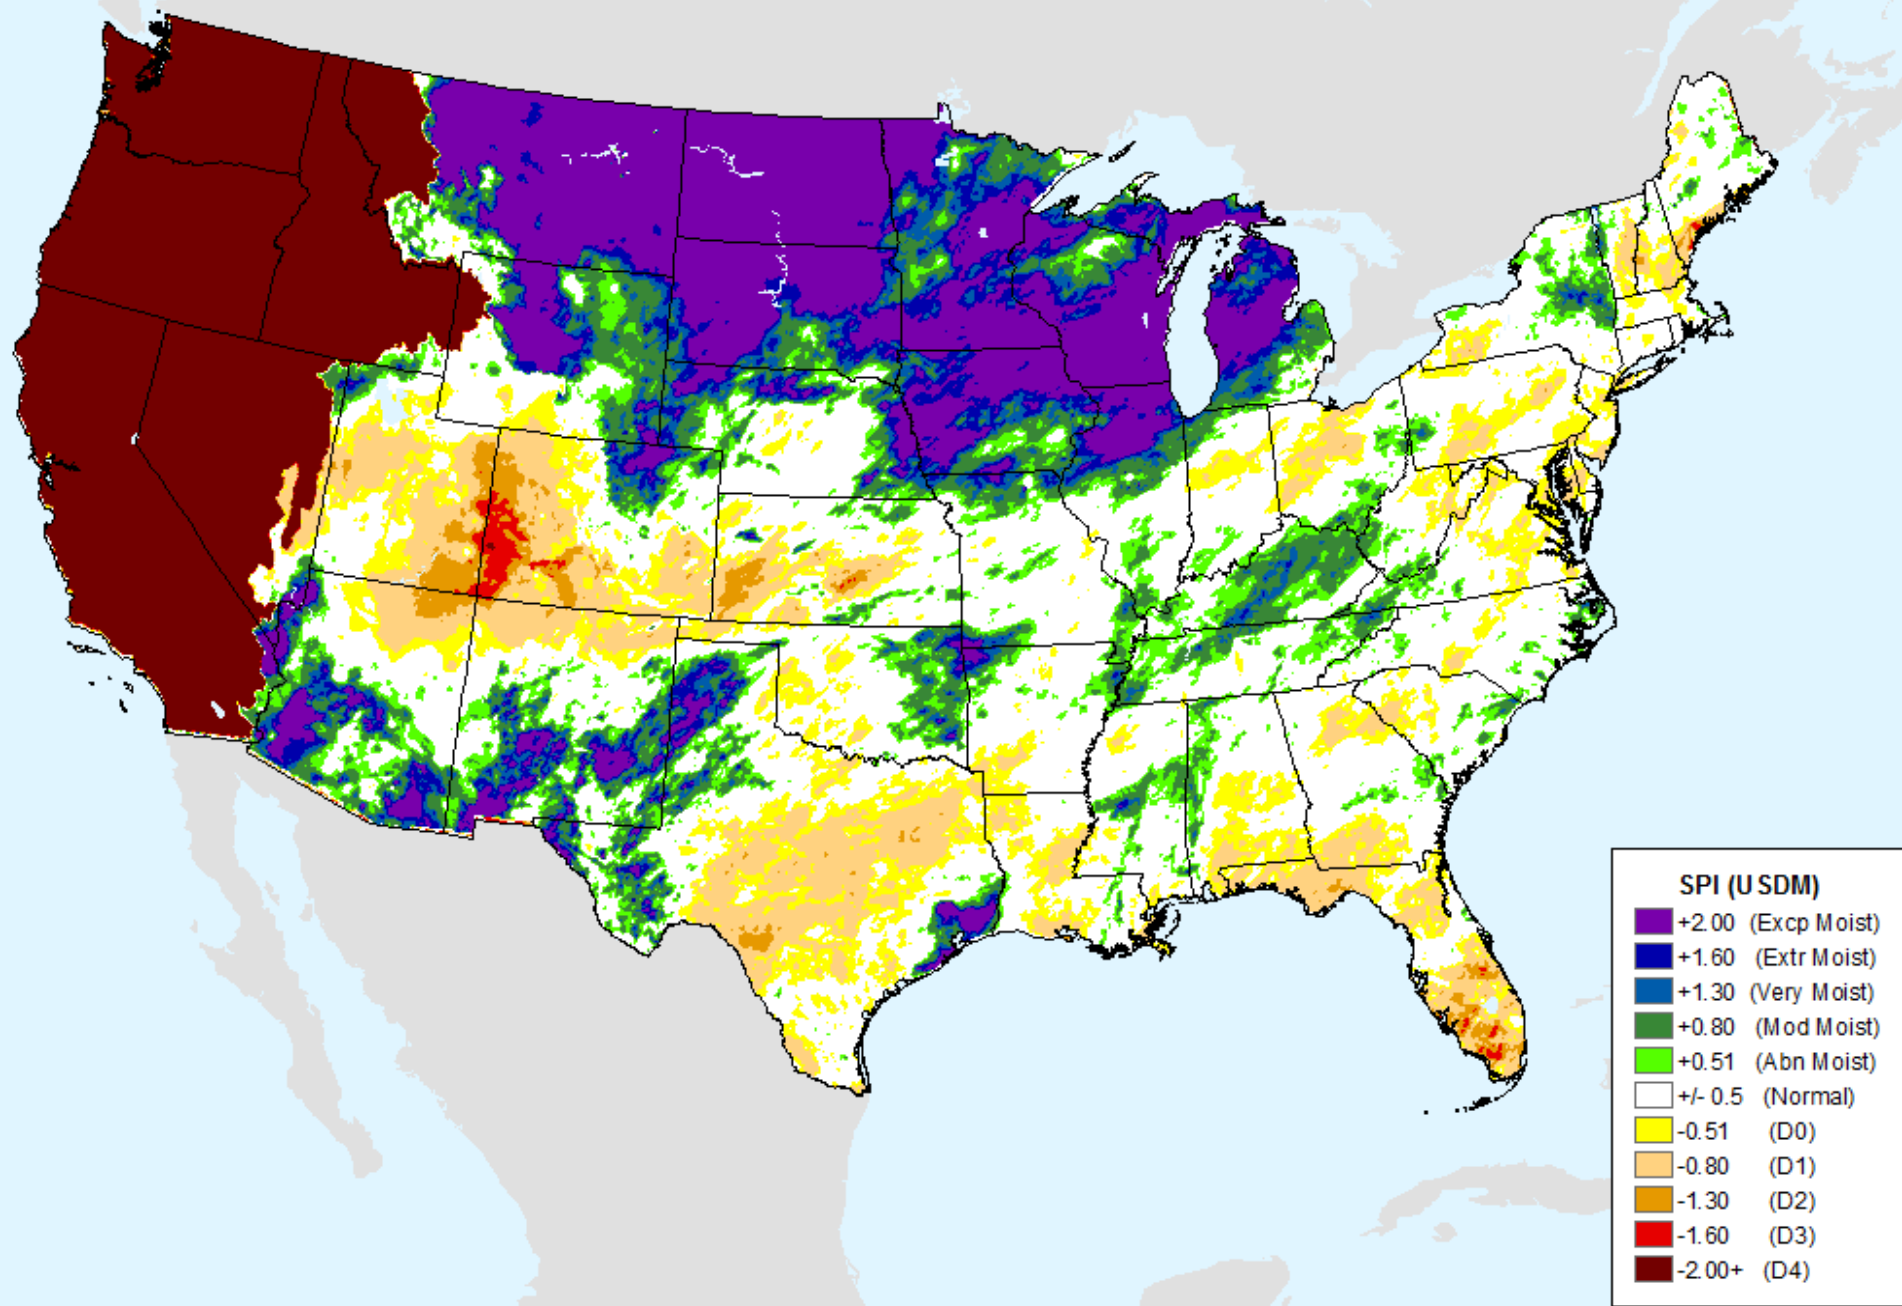 SPI (USDM)
+2.00 (Excp Moist)
+1.60 (Extr Moist)
+1.30 (Very Moist)
+0.80 (Mod Moist)
+0.51 (Abn Moist)
+/- 0.5 (Normal)
-0.51 (D0)
-0.80 (D1)
-1.30 (D2)
-1.60 (D3)
-2.00+ (D4)